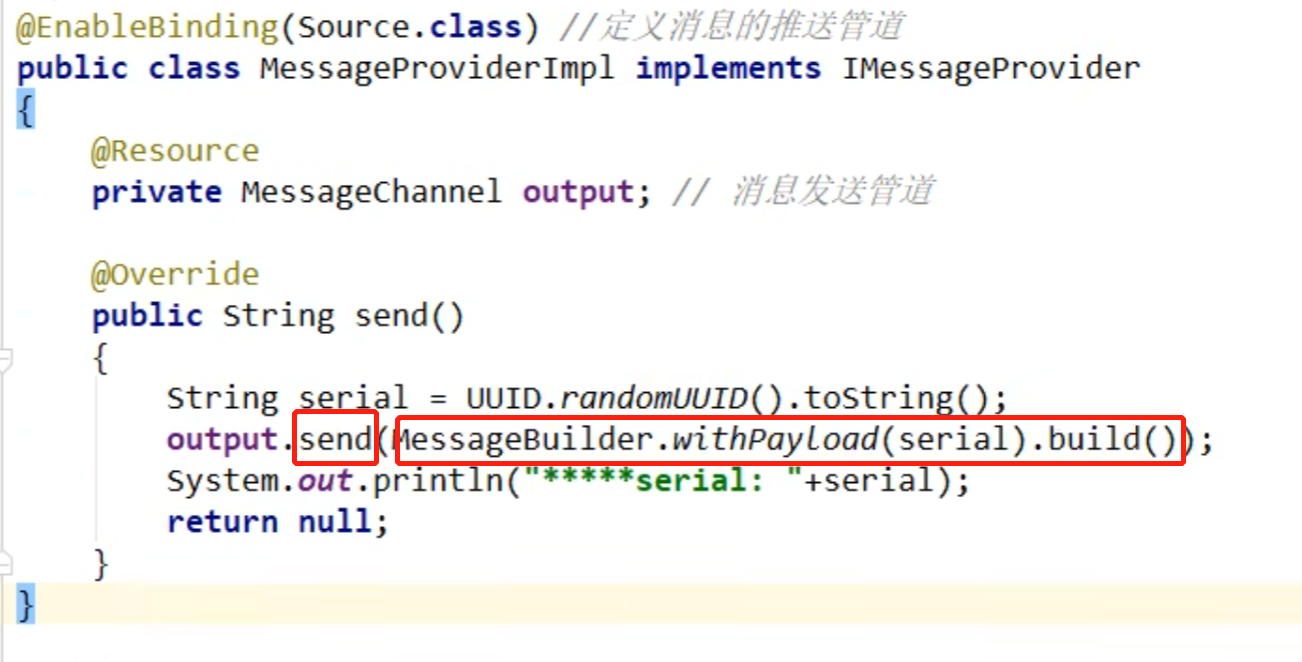 @EnableBinding(Source.class) //定义消息的推送管道
public class MessageProviderImpl implements IMessageProvider
{
@Resource
private MessageChannel output; // 消息发送管道
@Override
public String send()
{
String serial = UUID.randomUUID().toString();
output.send(MessageBuilder.withPayload(serial).build());
System.out.println("*****serial: "+serial);
return null;
}
}